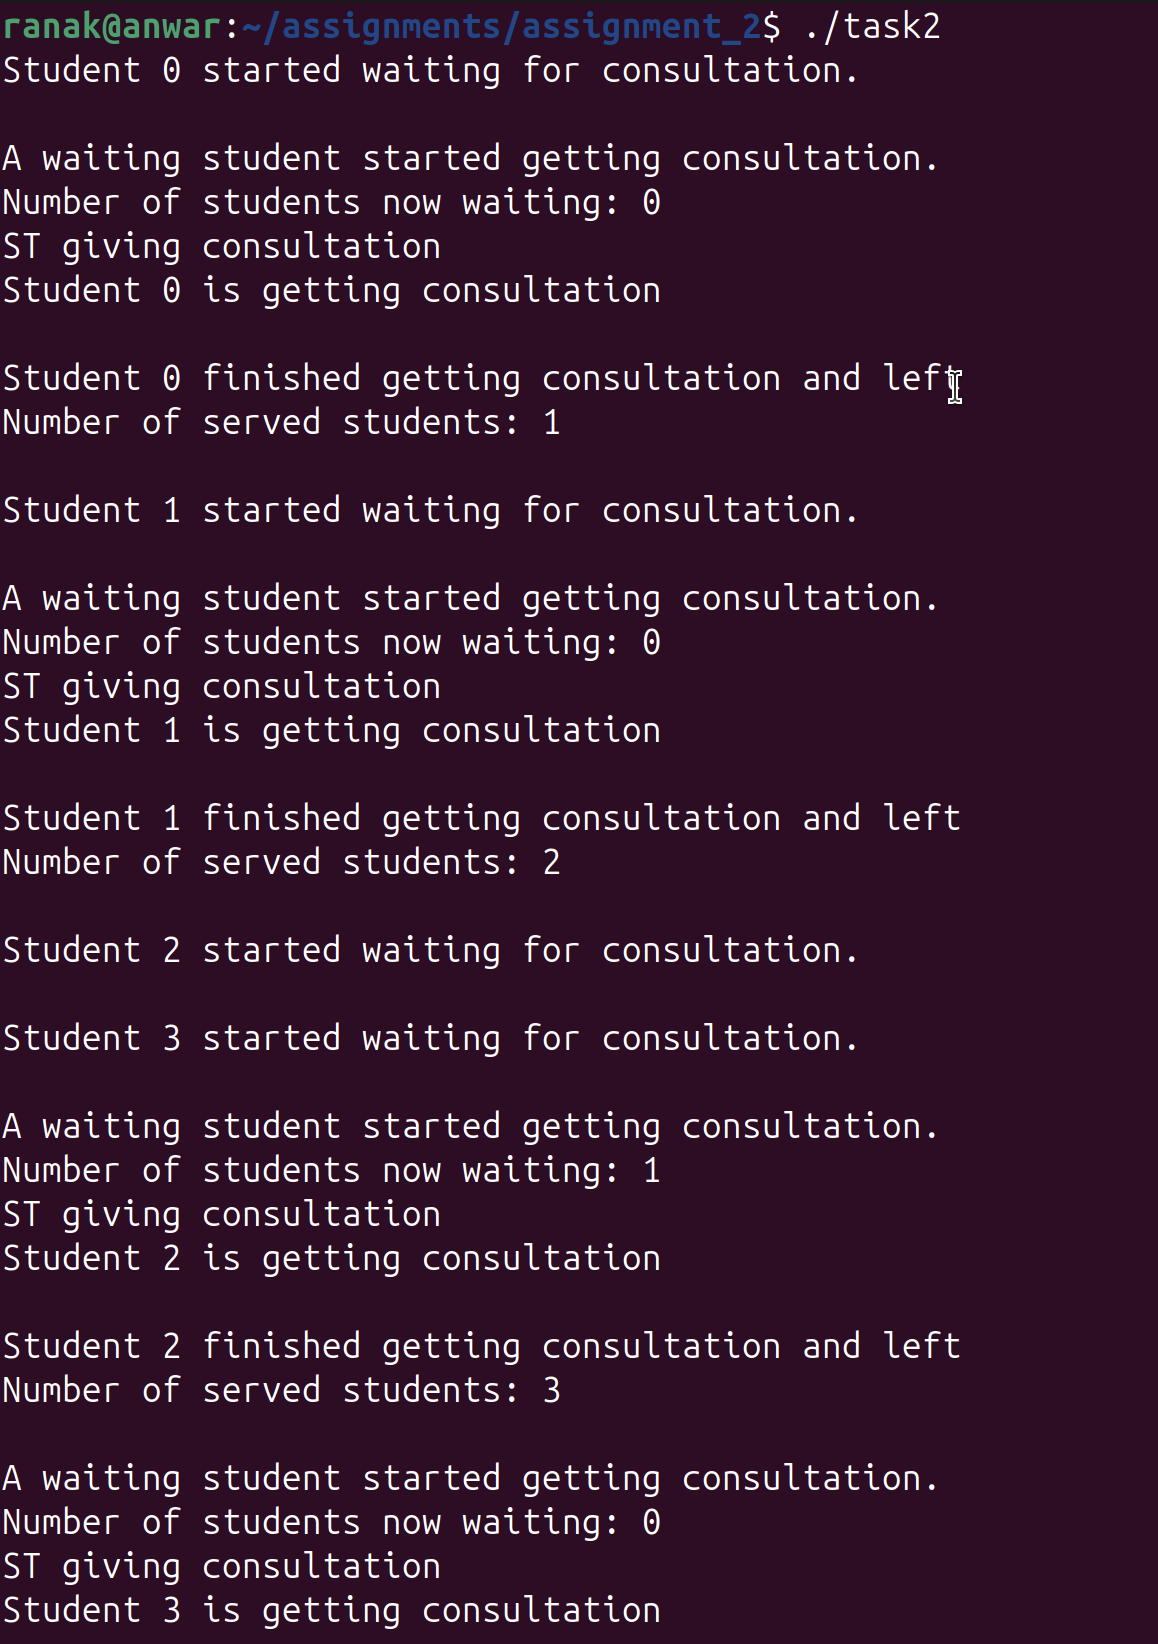 ranak@anwar:~/assignments/assignment_2$ ./task2
Student 0 started waiting for consultation.
A waiting student started getting consultation.
Number of students now waiting: 0
ST giving consultation
Student 0 is getting consultation
Student 0 finished getting consultation and left
Number of served students: 1
Student 1 started waiting for consultation.
A waiting student started getting consultation.
Number of students now waiting: 0
ST giving consultation
Student 1 is getting consultation
Student 1 finished getting consultation and left
Number of served students: 2
Student 2 started waiting for consultation.
Student 3 started waiting for consultation.
A waiting student started getting consultation.
Number of students now waiting: 1
ST giving consultation
Student 2 is getting consultation
Student 2 finished getting consultation and left
Number of served students: 3
A waiting student started getting consultation.
Number of students now waiting: 0
ST giving consultation
Student 3 is getting consultation